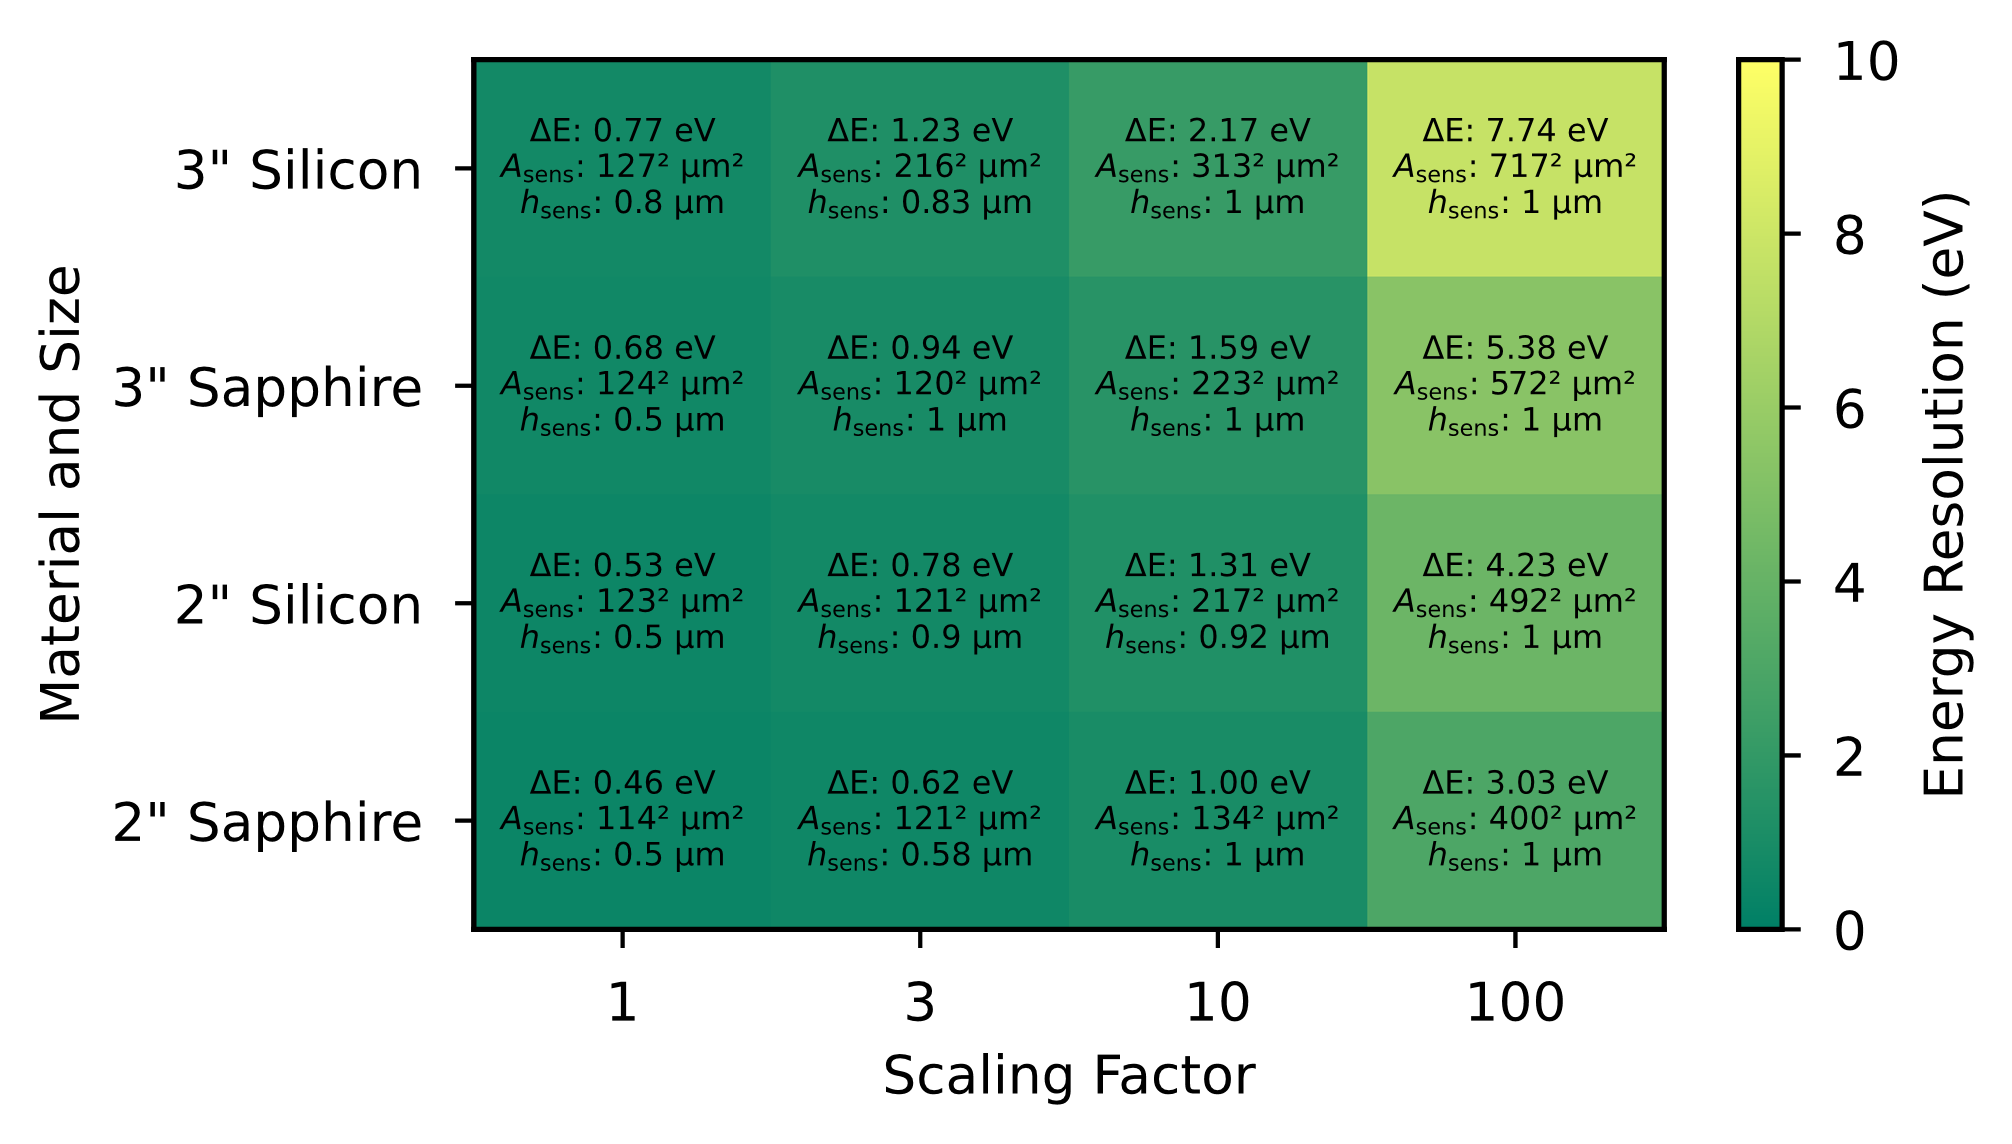 Material and Size
3" Silicon
ΔE: 0.77 eV
Asens: 127² µm²
hsens: 0.8 µm
ΔE: 1.23 eV
Asens: 216² µm²
hsens: 0.83 µm
ΔE: 2.17 eV
Asens: 313² µm²
hsens: 1 µm
ΔE: 7.74 eV
Asens: 717² µm²
hsens: 1 µm
3" Sapphire
ΔE: 0.68 eV
Asens: 124² µm²
hsens: 0.5 µm
ΔE: 0.94 eV
Asens: 120² µm²
hsens: 1 µm
ΔE: 1.59 eV
Asens: 223² µm²
hsens: 1 µm
ΔE: 5.38 eV
Asens: 572² µm²
hsens: 1 µm
2" Silicon
ΔE: 0.53 eV
Asens: 123² µm²
hsens: 0.5 µm
ΔE: 0.78 eV
Asens: 121² µm²
hsens: 0.9 µm
ΔE: 1.31 eV
Asens: 217² µm²
hsens: 0.92 µm
ΔE: 4.23 eV
Asens: 492² µm²
hsens: 1 µm
2" Sapphire
ΔE: 0.46 eV
Asens: 114² µm²
hsens: 0.5 µm
ΔE: 0.62 eV
Asens: 121² µm²
hsens: 0.58 µm
ΔE: 1.00 eV
Asens: 134² µm²
hsens: 1 µm
ΔE: 3.03 eV
Asens: 400² µm²
hsens: 1 µm
1
3
10
100
Scaling Factor
10
8
6
4
2
0
Energy Resolution (eV)